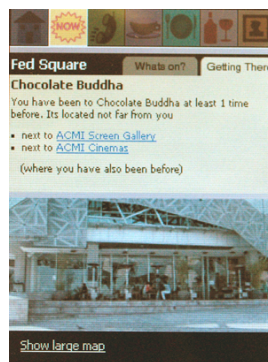 NOW
Fed Square
Whats on?
Getting Ther
Chocolate Buddha
You have been to Chocolate Buddha at least 1 time
before. Its located not far from you
▪ next to ACMI Screen Gallery
▪ next to ACMI Cinemas
(where you have also been before)
Show large map